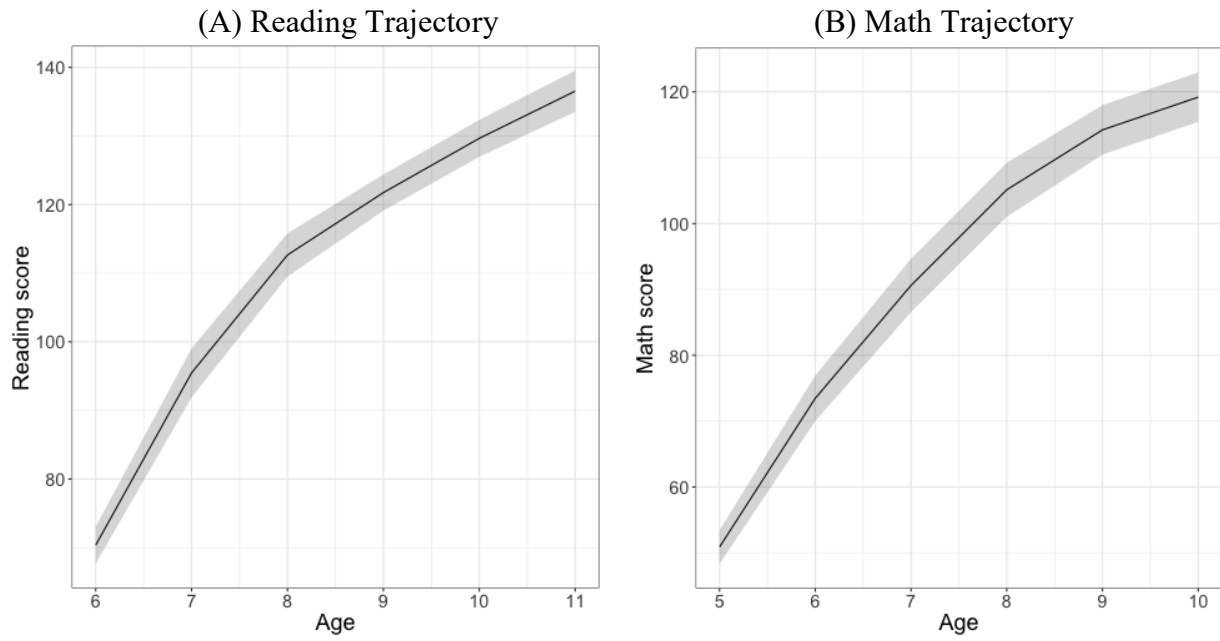 (A) Reading Trajectory
140
120
100
80
Reading score
6 7 8 9 10 11
Age
(B) Math Trajectory
120
100
80
60
Math score
5 6 7 8 9 10
Age